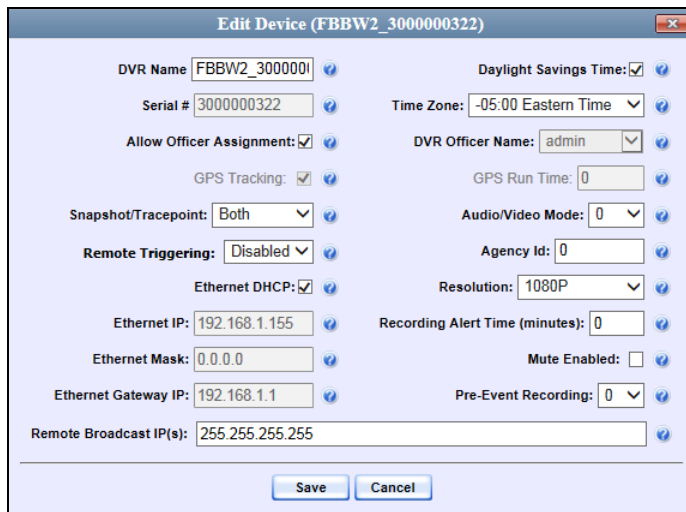 Edit Device (FBBW2_3000000322)
DVR Name FBBW2_300000( Daylight Savings Time:
Serial # 3000000322 Time Zone: -05:00 Eastern Time
Allow Officer Assignment: DVR Officer Name: admin
GPS Tracking: GPS Run Time: 0
Snapshot/Tracepoint: Both Audio/Video Mode: 0
Remote Triggering: Disabled Agency Id: 0
Ethernet DHCP: Resolution: 1080P
Ethernet IP: 192.168.1.155 Recording Alert Time (minutes): 0
Ethernet Mask: 0.0.0.0 Mute Enabled:
Ethernet Gateway IP: 192.168.1.1 Pre-Event Recording: 0
Remote Broadcast IP(s): 255.255.255.255
Save Cancel